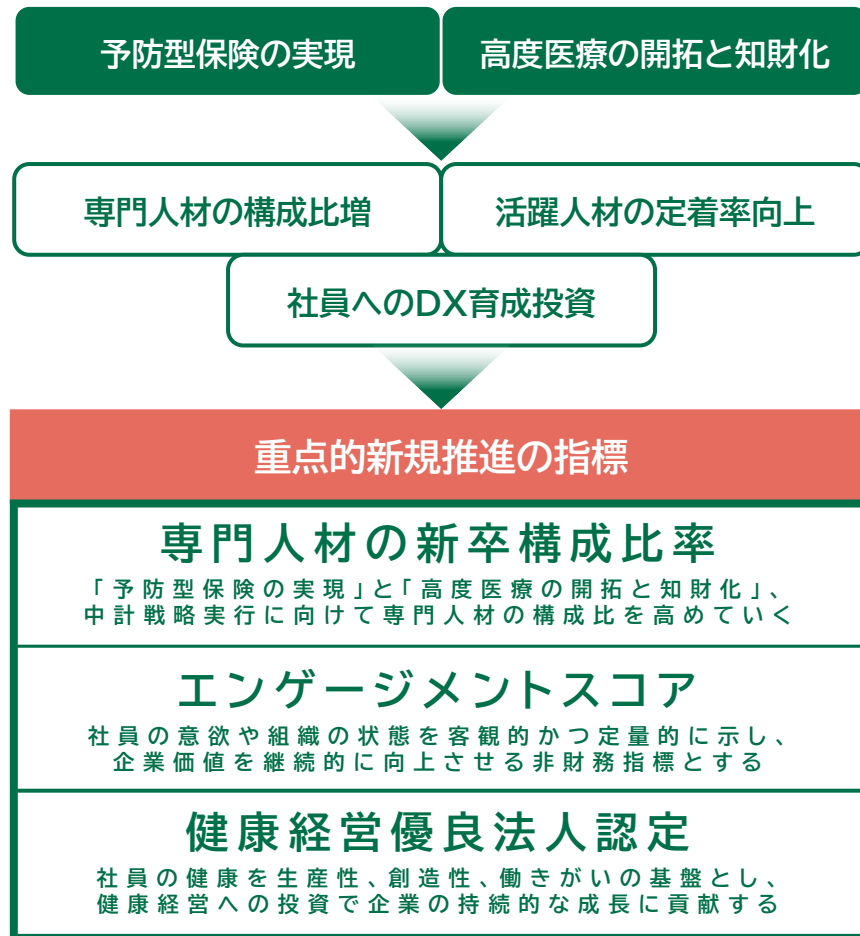 予防型保険の実現
高度医療の開拓と知財化
専門人材の構成比増
活躍人材の定着率向上
社員へのDX育成投資
重点的新規推進の指標
専門人材の新卒構成比率
「予防型保険の実現」と「高度医療の開拓と知財化」、
中計戦略実行に向けて専門人材の構成比を高めていく
エンゲージメントスコア
社員の意欲や組織の状態を客観的かつ定量的に示し、
企業価値を継続的に向上させる非財務指標とする
健康経営優良法人認定
社員の健康を生産性、創造性、働きがいの基盤とし、
健康経営への投資で企業の持続的な成長に貢献する